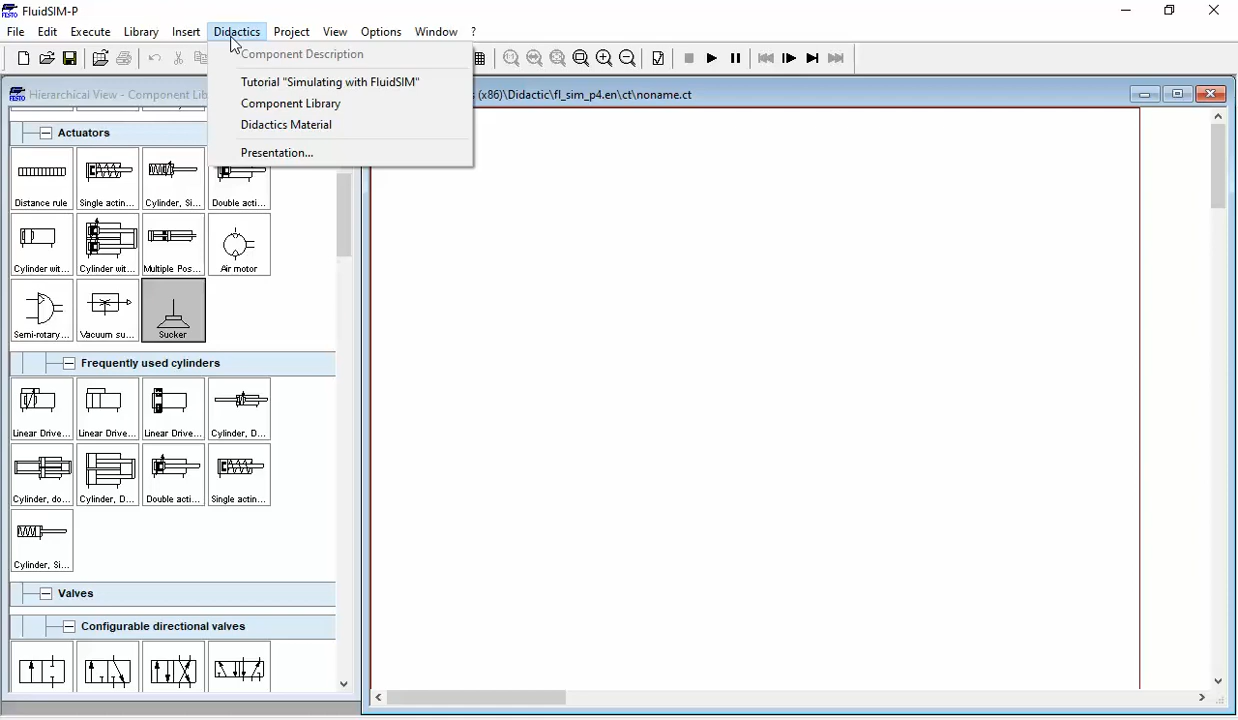 FESTO FluidSIM-P
File Edit Execute Library Insert Didactics Project View Options Window ?
Component Description
Tutorial "Simulating with FluidSIM"
Component Library
Didactics Material
Presentation...
FESTO Hierarchical View - Component Lib
s (x86)\Didactic\fl_sim_p4.en\ct\noname.ct
Actuators
Distance rule Single actin... Cylinder, Si... Double acti...
Cylinder wit... Cylinder wit... Multiple Pos... Air motor
Semi-rotary... Vacuum su... Sucker
Frequently used cylinders
Linear Drive... Linear Drive... Linear Drive... Cylinder, D...
Cylinder, do... Cylinder, D... Double acti... Single actin...
Cylinder, Si...
Valves
Configurable directional valves